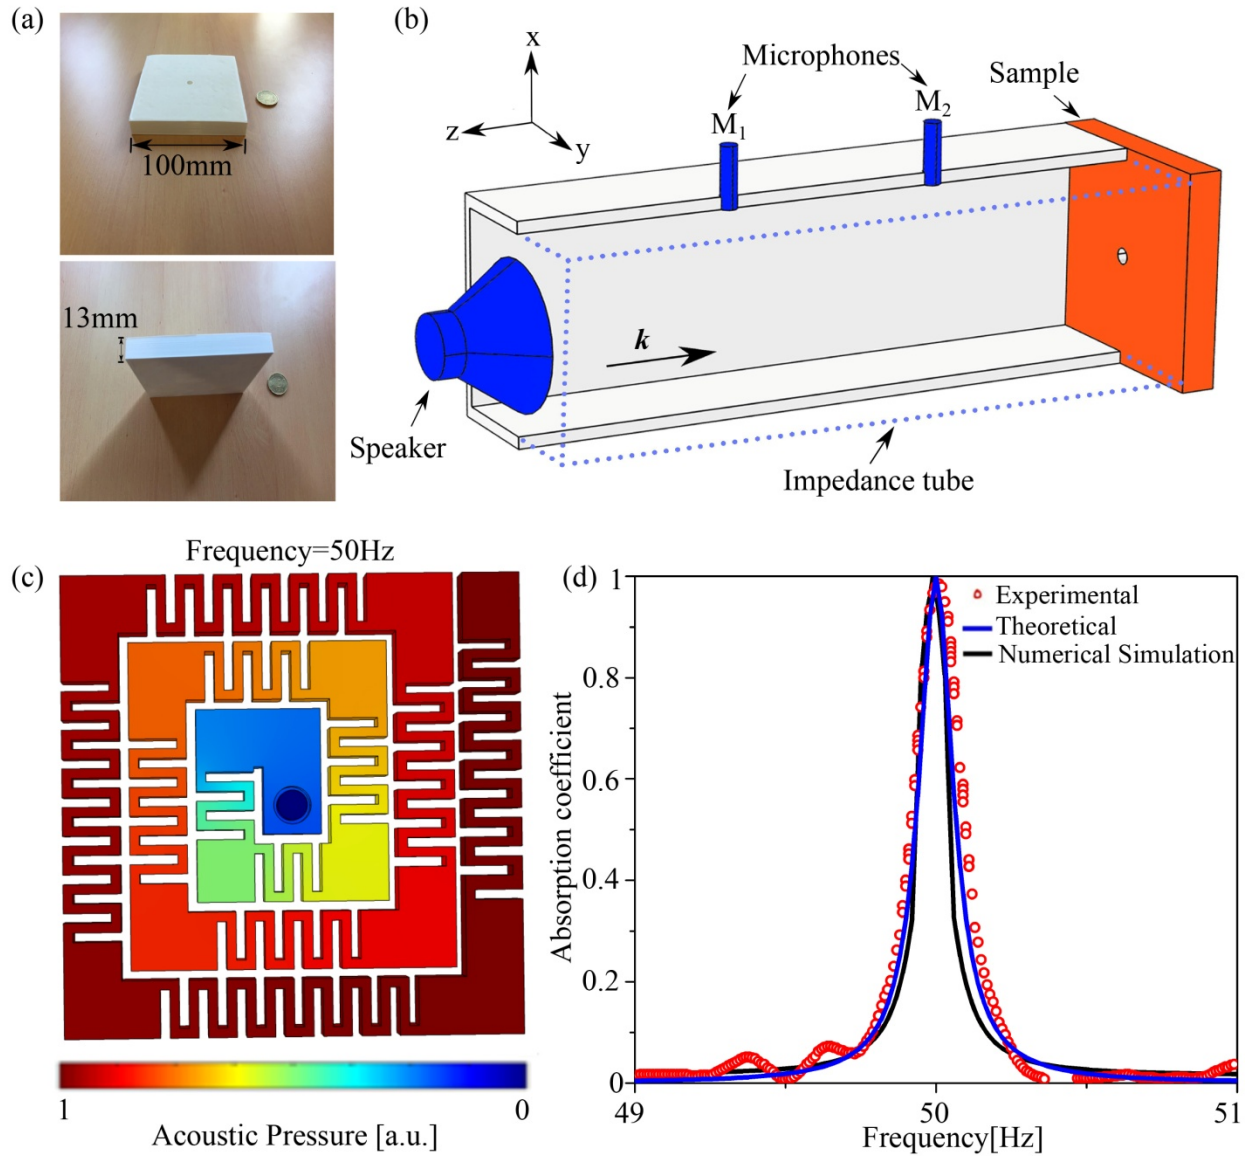 (a)
100mm
13mm
(b)
x
z
y
Microphones
M1
M2
Sample
k
Speaker
Impedance tube
Frequency=50Hz
(c)
1
0
Acoustic Pressure [a.u.]
(d)
Experimental
Theoretical
Numerical Simulation
Absorption coefficient
1
0.8
0.6
0.4
0.2
0
49
50
51
Frequency[Hz]